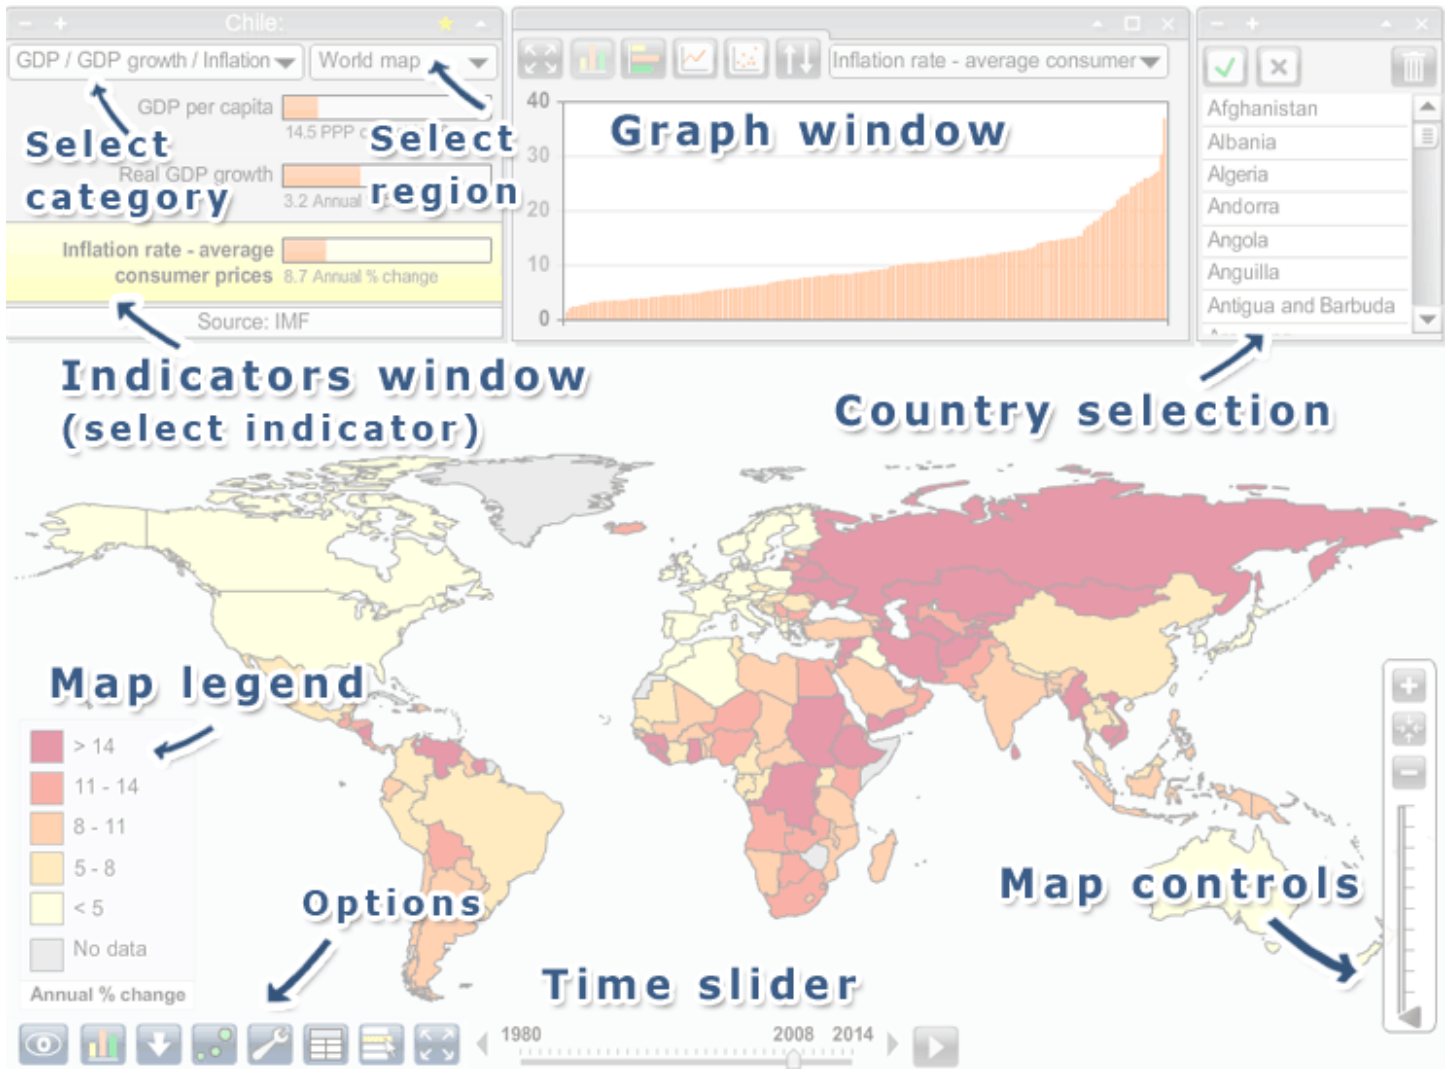 Chile:
GDP / GDP growth / Inflation
World map
GDP per capita
14.5 PPP
Select category
Select region
Real GDP growth
3.2 Annual
Inflation rate - average consumer prices
8.7 Annual % change
Source: IMF
Indicators window
(select indicator)
Inflation rate - average consumer
Graph window
40
30
20
10
0
Afghanistan
Albania
Algeria
Andorra
Angola
Anguilla
Antigua and Barbuda
Country selection
Map legend
> 14
11 - 14
8 - 11
5 - 8
< 5
No data
Annual % change
Options
Map controls
Time slider
1980
2008
2014